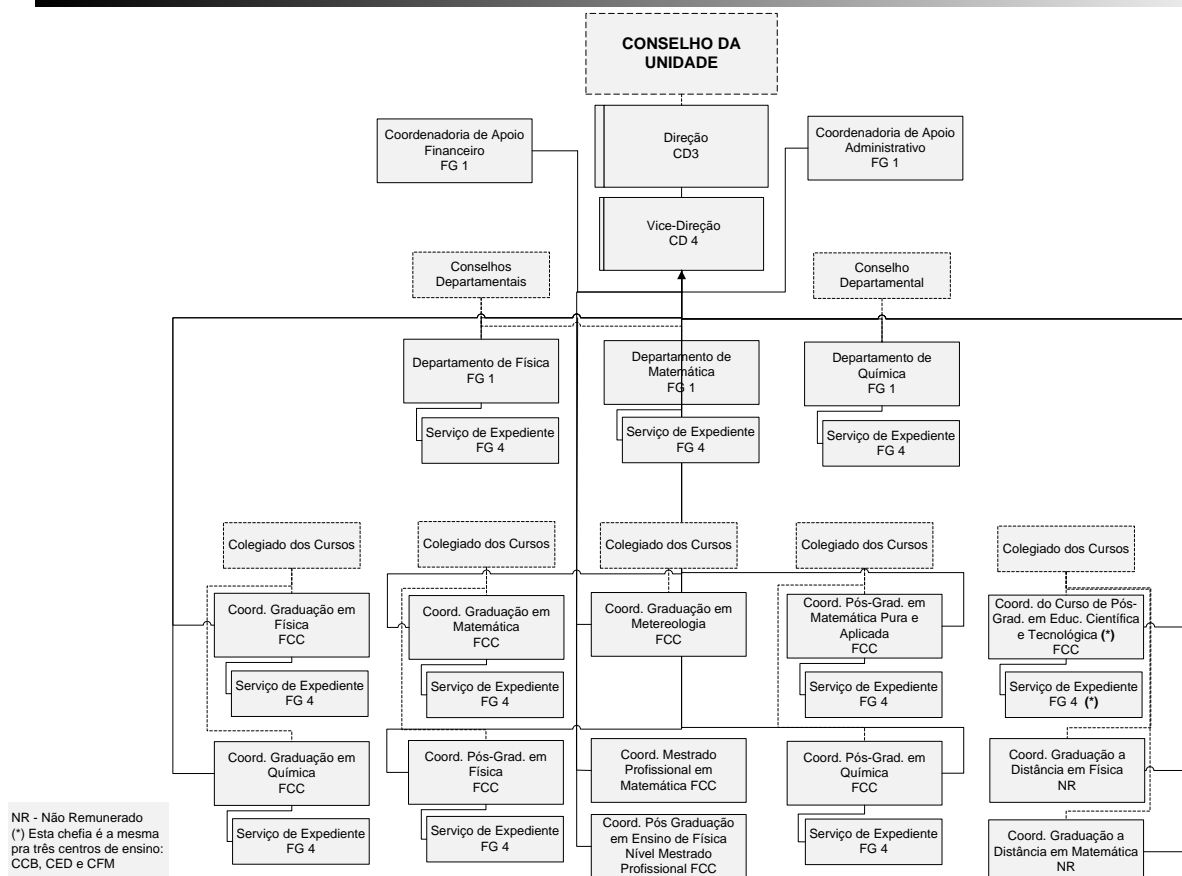 CONSELHO DA
UNIDADE
Coordenadoria de Apoio
Financeiro
FG 1
Direção
CD3
Coordenadoria de Apoio
Administrativo
FG 1
Vice-Direção
CD 4
Conselhos
Departamentais
Conselho
Departamental
Departamento de Física
FG 1
Departamento de
Matemática
FG 1
Departamento de
Química
FG 1
Serviço de Expediente
FG 4
Serviço de Expediente
FG 4
Serviço de Expediente
FG 4
Colegiado dos Cursos
Colegiado dos Cursos
Colegiado dos Cursos
Colegiado dos Cursos
Colegiado dos Cursos
Coord. Graduação em
Física
FCC
Coord. Graduação em
Matemática
FCC
Coord. Graduação em
Metereologia
FCC
Coord. Pós-Grad. em
Matemática Pura e
Aplicada
FCC
Coord. do Curso de Pós-
Grad. em Educ. Científica
e Tecnológica (*)
FCC
Serviço de Expediente
FG 4
Serviço de Expediente
FG 4
Serviço de Expediente
FG 4
Serviço de Expediente
FG 4 (*)
Coord. Graduação em
Química
FCC
Coord. Pós-Grad. em
Física
FCC
Coord. Mestrado
Profissional em
Matemática FCC
Coord. Pós-Grad. em
Química
FCC
Coord. Graduação a
Distância em Física
NR
Serviço de Expediente
FG 4
Serviço de Expediente
FG 4
Coord. Pós Graduação
em Ensino de Física
Nível Mestrado
Profissional FCC
Serviço de Expediente
FG 4
Coord. Graduação a
Distância em Matemática
NR
NR - Não Remunerado
(*) Esta chefia é a mesma
pra três centros de ensino:
CCB, CED e CFM